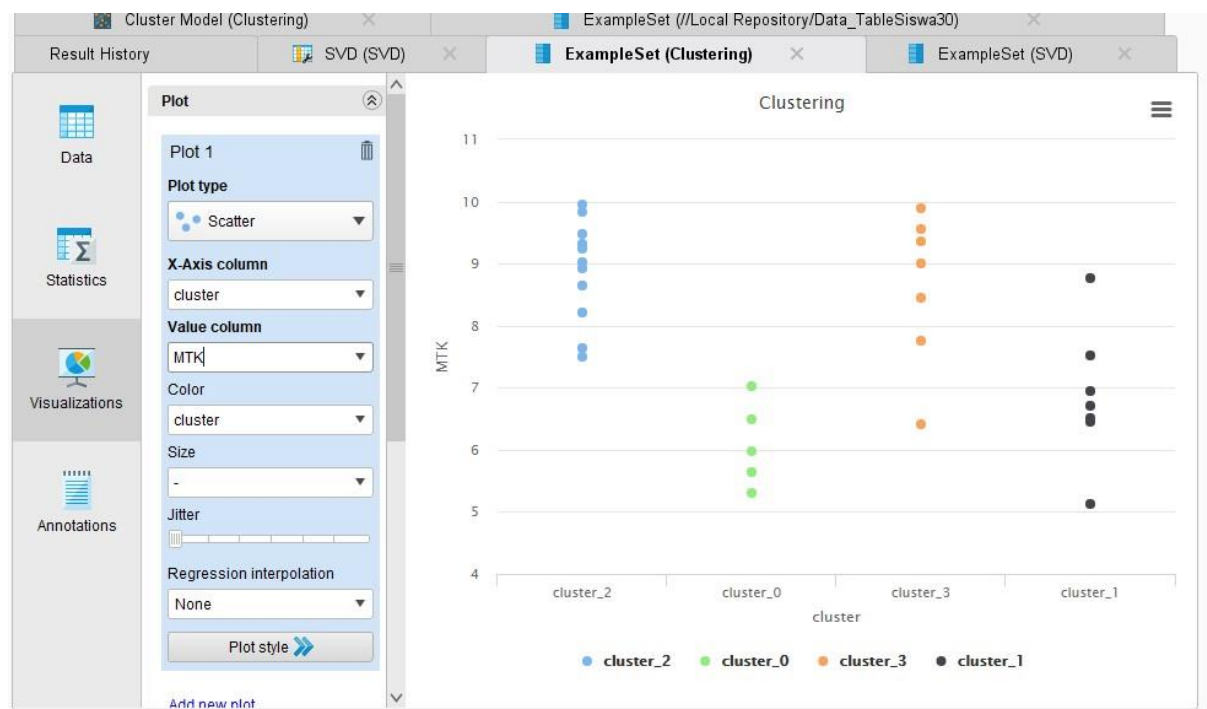 Cluster Model (Clustering)
ExampleSet (//Local Repository/Data_TableSiswa30)
Result History
SVD (SVD)
ExampleSet (Clustering)
ExampleSet (SVD)
Data
Statistics
Visualizations
Annotations
Plot
Plot 1
Plot type
Scatter
X-Axis column
cluster
Value column
MTK
Color
cluster
Size
-
Jitter
Regression interpolation
None
Plot style
Add new plot
Clustering
11
10
9
8
7
6
5
4
MTK
cluster_2 cluster_0 cluster_3 cluster_1
cluster
cluster_2 cluster_0 cluster_3 cluster_1